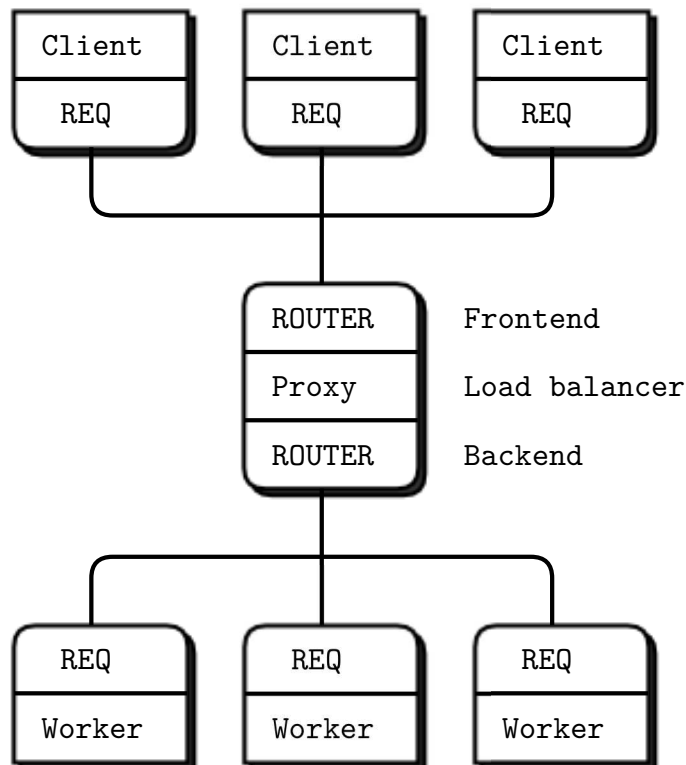 Client Client Client
REQ REQ REQ
ROUTER Frontend
Proxy Load balancer
ROUTER Backend
REQ REQ REQ
Worker Worker Worker